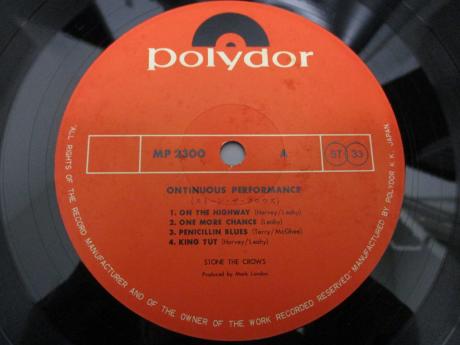 polydor
MP 2300 A ST 33
ONTINUOUS PERFORMANCE
(ストーン・ザ・クロウズ)
1. ON THE HIGHWAY (Harvey/Leahy)
2. ONE MORE CHANCE (Leahy)
3. PENICILLIN BLUES (Terry/McGhee)
4. KING TUT (Harvey/Leahy)
STONE THE CROWS
Produced by Mark London
"ALL RIGHTS OF THE RECORD MANUFACTURER AND OF THE OWNER OF THE WORK RECORDED RESERVED" MANUFACTURED BY POLYDOR K.K. JAPAN